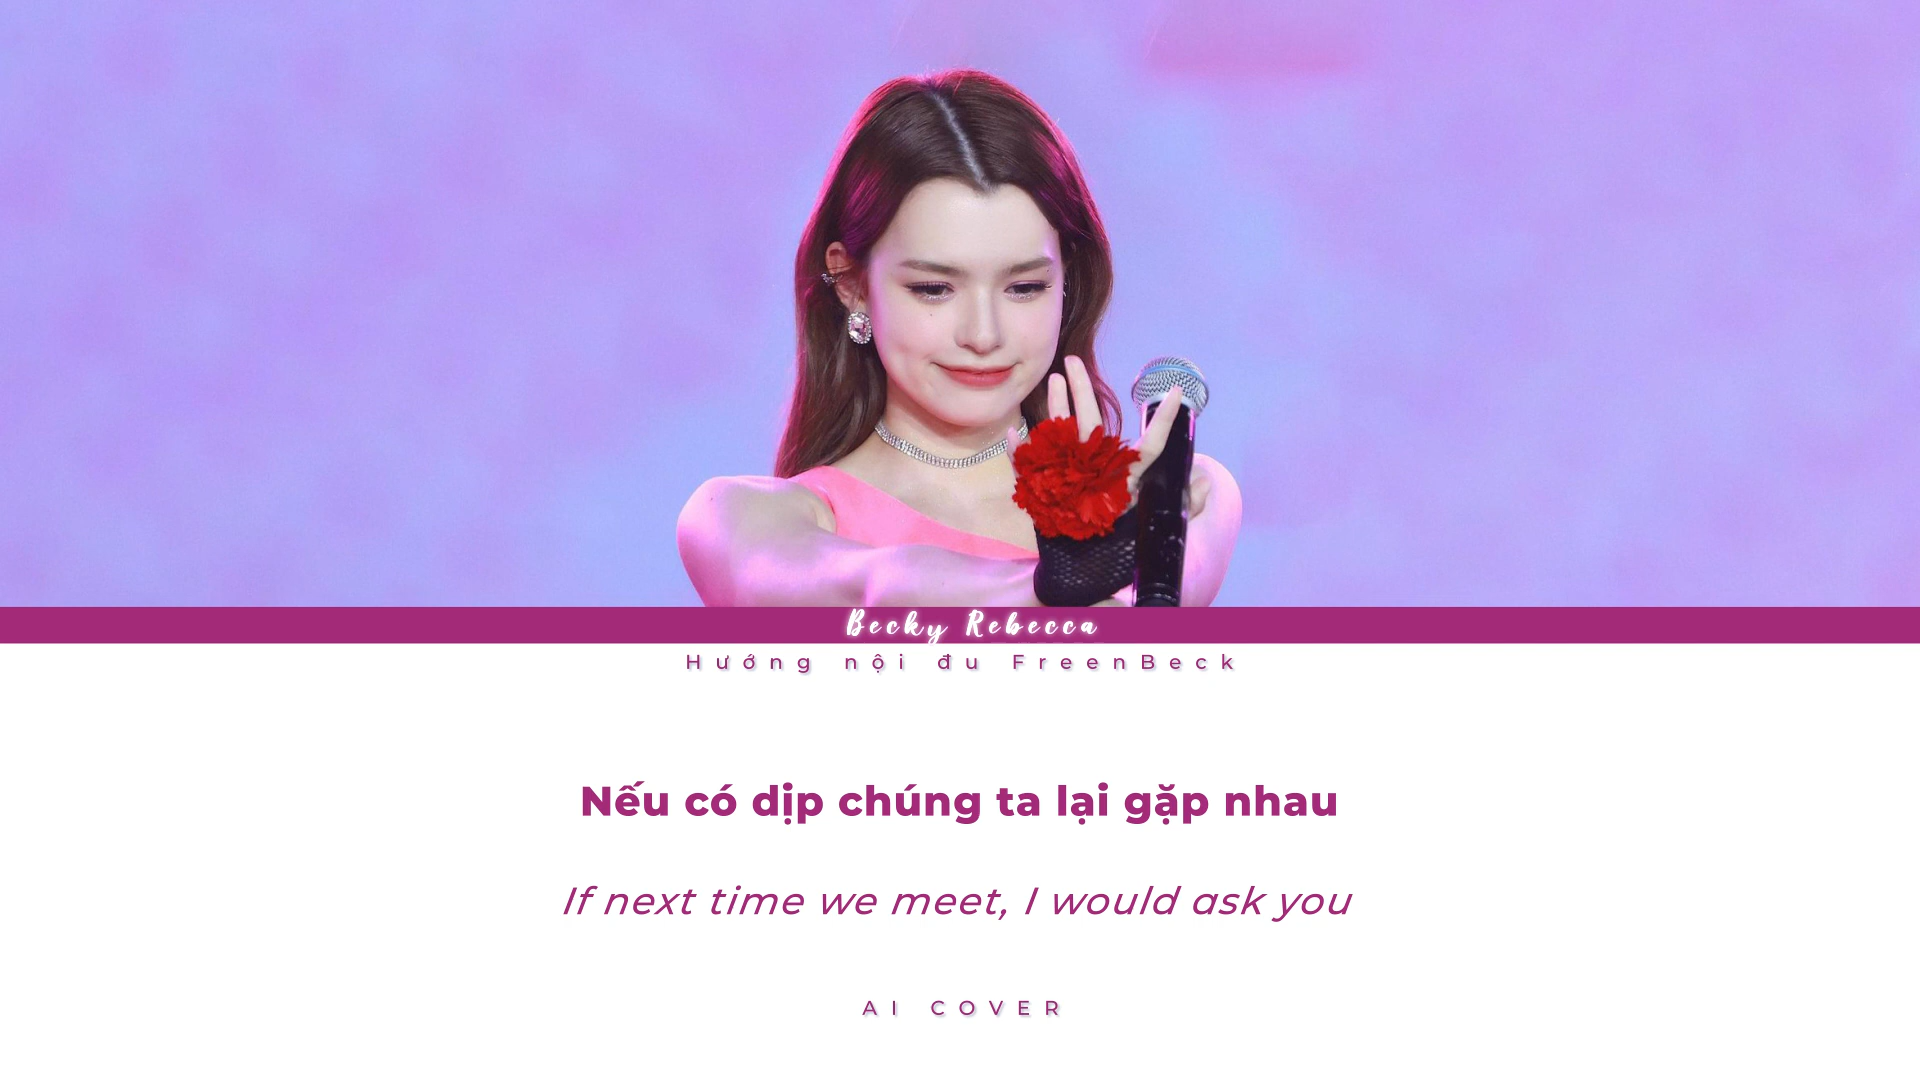 Becky Rebecca
Hướng nội đu FreenBeck
Nếu có dịp chúng ta lại gặp nhau
If next time we meet, I would ask you
AI COVER